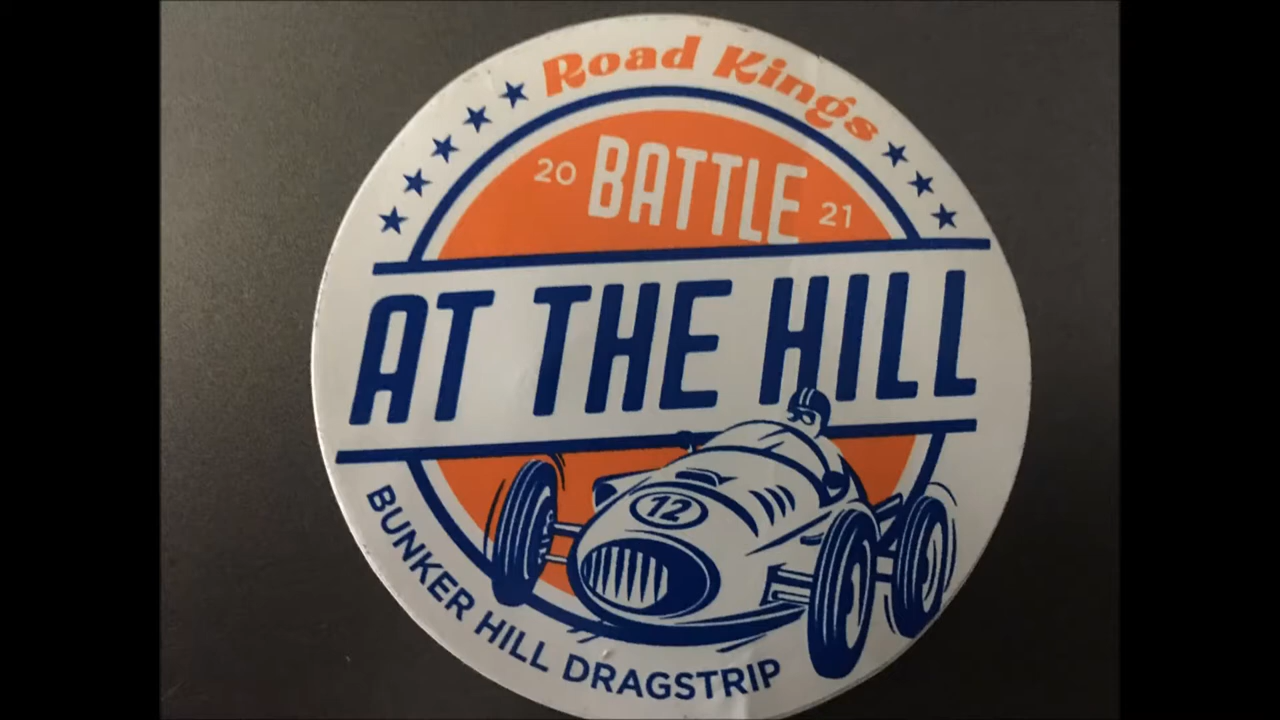 Road Kings
20 BATTLE 21
AT THE HILL
12
BUNKER HILL DRAGSTRIP